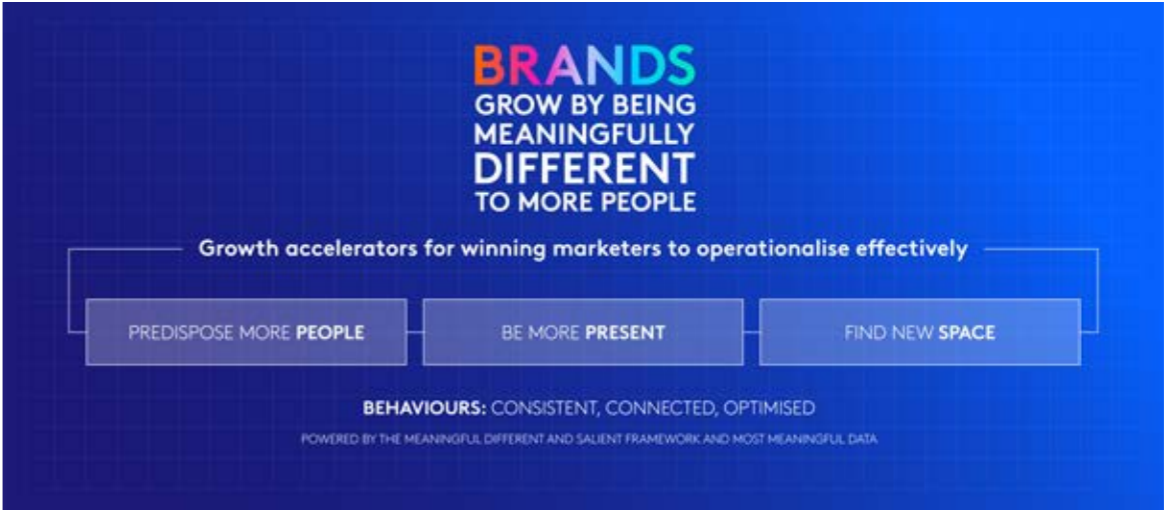 BRANDS
GROW BY BEING
MEANINGFULLY
DIFFERENT
TO MORE PEOPLE
Growth accelerators for winning marketers to operationalise effectively
PREDISPOSE MORE PEOPLE
BE MORE PRESENT
FIND NEW SPACE
BEHAVIOURS: CONSISTENT, CONNECTED, OPTIMISED
POWERED BY THE MEANINGFUL DIFFERENT AND SALIENT FRAMEWORK AND MOST MEANINGFUL DATA